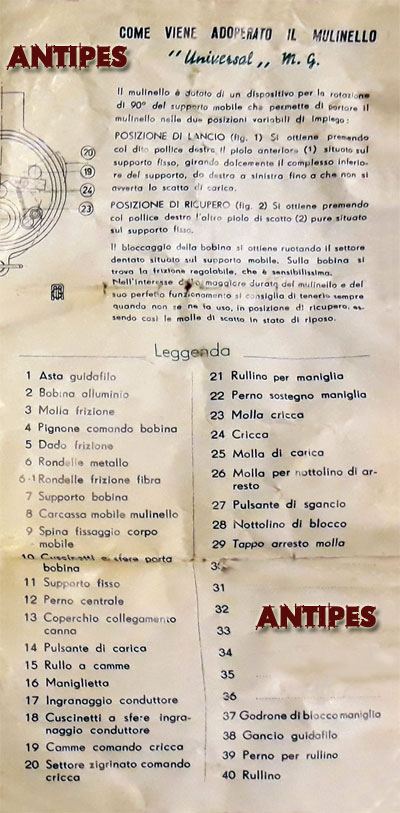 COME VIENE ADOPERATO IL MULINELLO
ANTIPES
"Universal" M. G.
Il mulinello è dotato di un dispositivo per la rotazione
di 90° del supporto mobile che permette di portare il
mulinello nelle due posizioni variabili di impiego:
POSIZIONE DI LANCIO (fig. 1) Si ottiene premendo
col dito pollice destro il piolo anteriore (1) situato sul
supporto fisso, girando dolcemente il complesso inferio-
re del supporto, da destra a sinistra fino a che non si
avverta lo scatto di carica.
POSIZIONE DI RICUPERO (fig. 2) Si ottiene premendo
col pollice destro l'altro piolo di scatto (2) pure situato
sul supporto fisso.
Il bloccaggio della bobina si ottiene ruotando il settore
dentato situato sul supporto mobile. Sulla bobina si
trova la frizione regolabile, che è sensibilissima.
Nell'interesse della maggiore durata del mulinello e del
suo perfetto funzionamento si consiglia di tenerlo sempre
quando non se ne fa uso, in posizione di ricupero, es-
sendo così le molle di scatto in stato di riposo.
20
19
24
23
Leggenda
1 Asta guidafilo
2 Bobina alluminio
3 Molla frizione
4 Pignone comando bobina
5 Dado frizione
6 Rondelle metallo
6-1 Rondelle frizione fibra
7 Supporto bobina
8 Carcassa mobile mulinello
9 Spina fissaggio corpo
mobile
10 Cuscinetti a sfere porta
bobina
11 Supporto fisso
12 Perno centrale
13 Coperchio collegamento
canna
14 Pulsante di carica
15 Rullo a camme
16 Maniglietta
17 Ingranaggio conduttore
18 Cuscinetti a sfere ingra-
naggio conduttore
19 Camme comando cricca
20 Settore zigrinato comando
cricca
21 Rullino per maniglia
22 Perno sostegno maniglia
23 Molla cricca
24 Cricca
25 Molla di carica
26 Molla per nottolino di ar-
resto
27 Pulsante di sgancio
28 Nottolino di blocco
29 Tappo arresto molla
30
31
32
ANTIPES
33
34
35
36
37 Godrone di blocco maniglia
38 Gancio guidafilo
39 Perno per rullino
40 Rullino